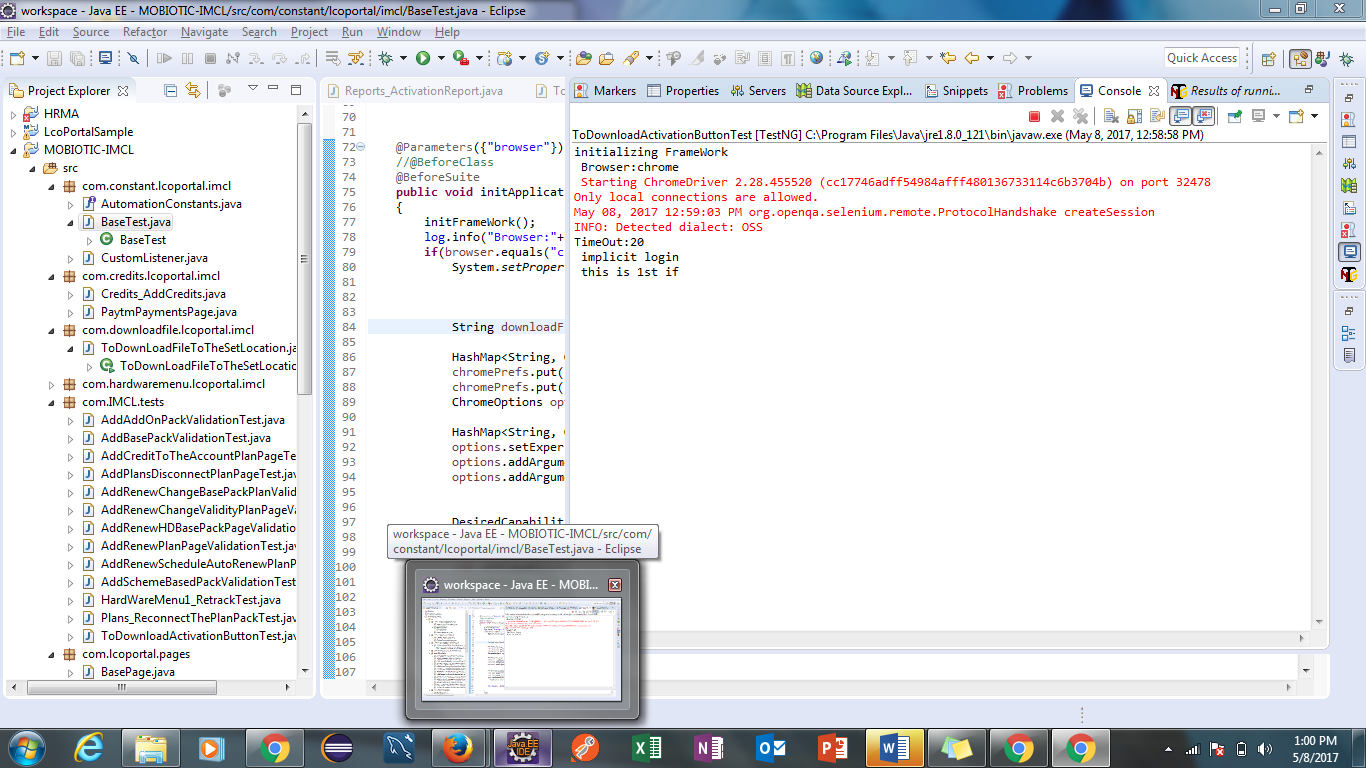 workspace - Java EE - MOBIOTIC-IMCL/src/com/constant/lcoportal/imcl/BaseTest.java - Eclipse
File Edit Source Refactor Navigate Search Project Run Window Help
Quick Access
Project Explorer
HRMA
LcoPortalSample
MOBIOTIC-IMCL
src
com.constant.lcoportal.imcl
AutomationConstants.java
BaseTest.java
BaseTest
CustomListener.java
com.credits.lcoportal.imcl
Credits_AddCredits.java
PaytmPaymentsPage.java
com.downloadfile.lcoportal.imcl
ToDownLoadFileToTheSetLocation.ja
ToDownLoadFileToTheSetLocatic
com.hardwaremenu.lcoportal.imcl
com.IMCL.tests
AddAddOnPackValidationTest.java
AddBasePackValidationTest.java
AddCreditToTheAccountPlanPageTe
AddPlansDisconnectPlanPageTest.jav
AddRenewChangeBasePackPlanValid
AddRenewChangeValidityPlanPageV
AddRenewHDBasePackPageValidatio
AddRenewPlanPageValidationTest.jav
AddRenewScheduleAutoRenewPlanP
AddSchemeBasedPackValidationTest
HardWareMenu1_RetrackTest.java
Plans_ReconnectThePlanPackTest.java
ToDownloadActivationButtonTest.jav
com.lcoportal.pages
BasePage.java
Reports_ActivationReport.java
Tc
70
71
72 @Parameters({"browser"})
73 //@BeforeClass
74 @BeforeSuite
75 public void initApplicat
76 {
77 initFrameWork();
78 log.info("Browser:"+
79 if(browser.equals("c
80 System.setProper
81
82
83
84 String downloadF
85
86 HashMap<String,
87 chromePrefs.put(
88 chromePrefs.put(
89 ChromeOptions op
90
91 HashMap<String,
92 options.setExper
93 options.addArgum
94 options.addArgum
95
96
97 DesiredCapabilit
98
99
100
101
102
103
104
105
106
107
Markers Properties Servers Data Source Expl... Snippets Problems Console Results of runni...
ToDownloadActivationButtonTest [TestNG] C:\Program Files\Java\jre1.8.0_121\bin\javaw.exe (May 8, 2017, 12:58:58 PM)
initializing FrameWork
Browser:chrome
Starting ChromeDriver 2.28.455520 (cc17746adff54984afff480136733114c6b3704b) on port 32478
Only local connections are allowed.
May 08, 2017 12:59:03 PM org.openqa.selenium.remote.ProtocolHandshake createSession
INFO: Detected dialect: OSS
TimeOut:20
implicit login
this is 1st if
workspace - Java EE - MOBIOTIC-IMCL/src/com/
constant/lcoportal/imcl/BaseTest.java - Eclipse
workspace - Java EE - MOBI...
Java EE
IDE
1:00 PM
5/8/2017